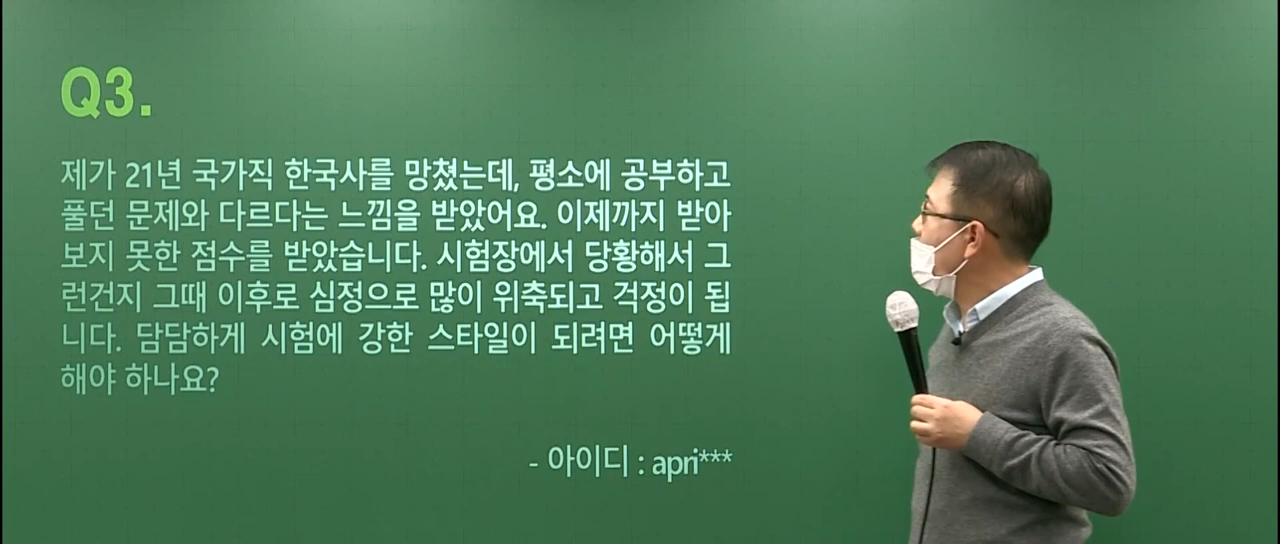 Q3.
제가 21년 국가직 한국사를 망쳤는데, 평소에 공부하고
풀던 문제와 다르다는 느낌을 받았어요. 이제까지 받아
보지 못한 점수를 받았습니다. 시험장에서 당황해서 그
런건지 그때 이후로 심정으로 많이 위축되고 걱정이 됩
니다. 담담하게 시험에 강한 스타일이 되려면 어떻게
해야 하나요?
- 아이디 : apri***